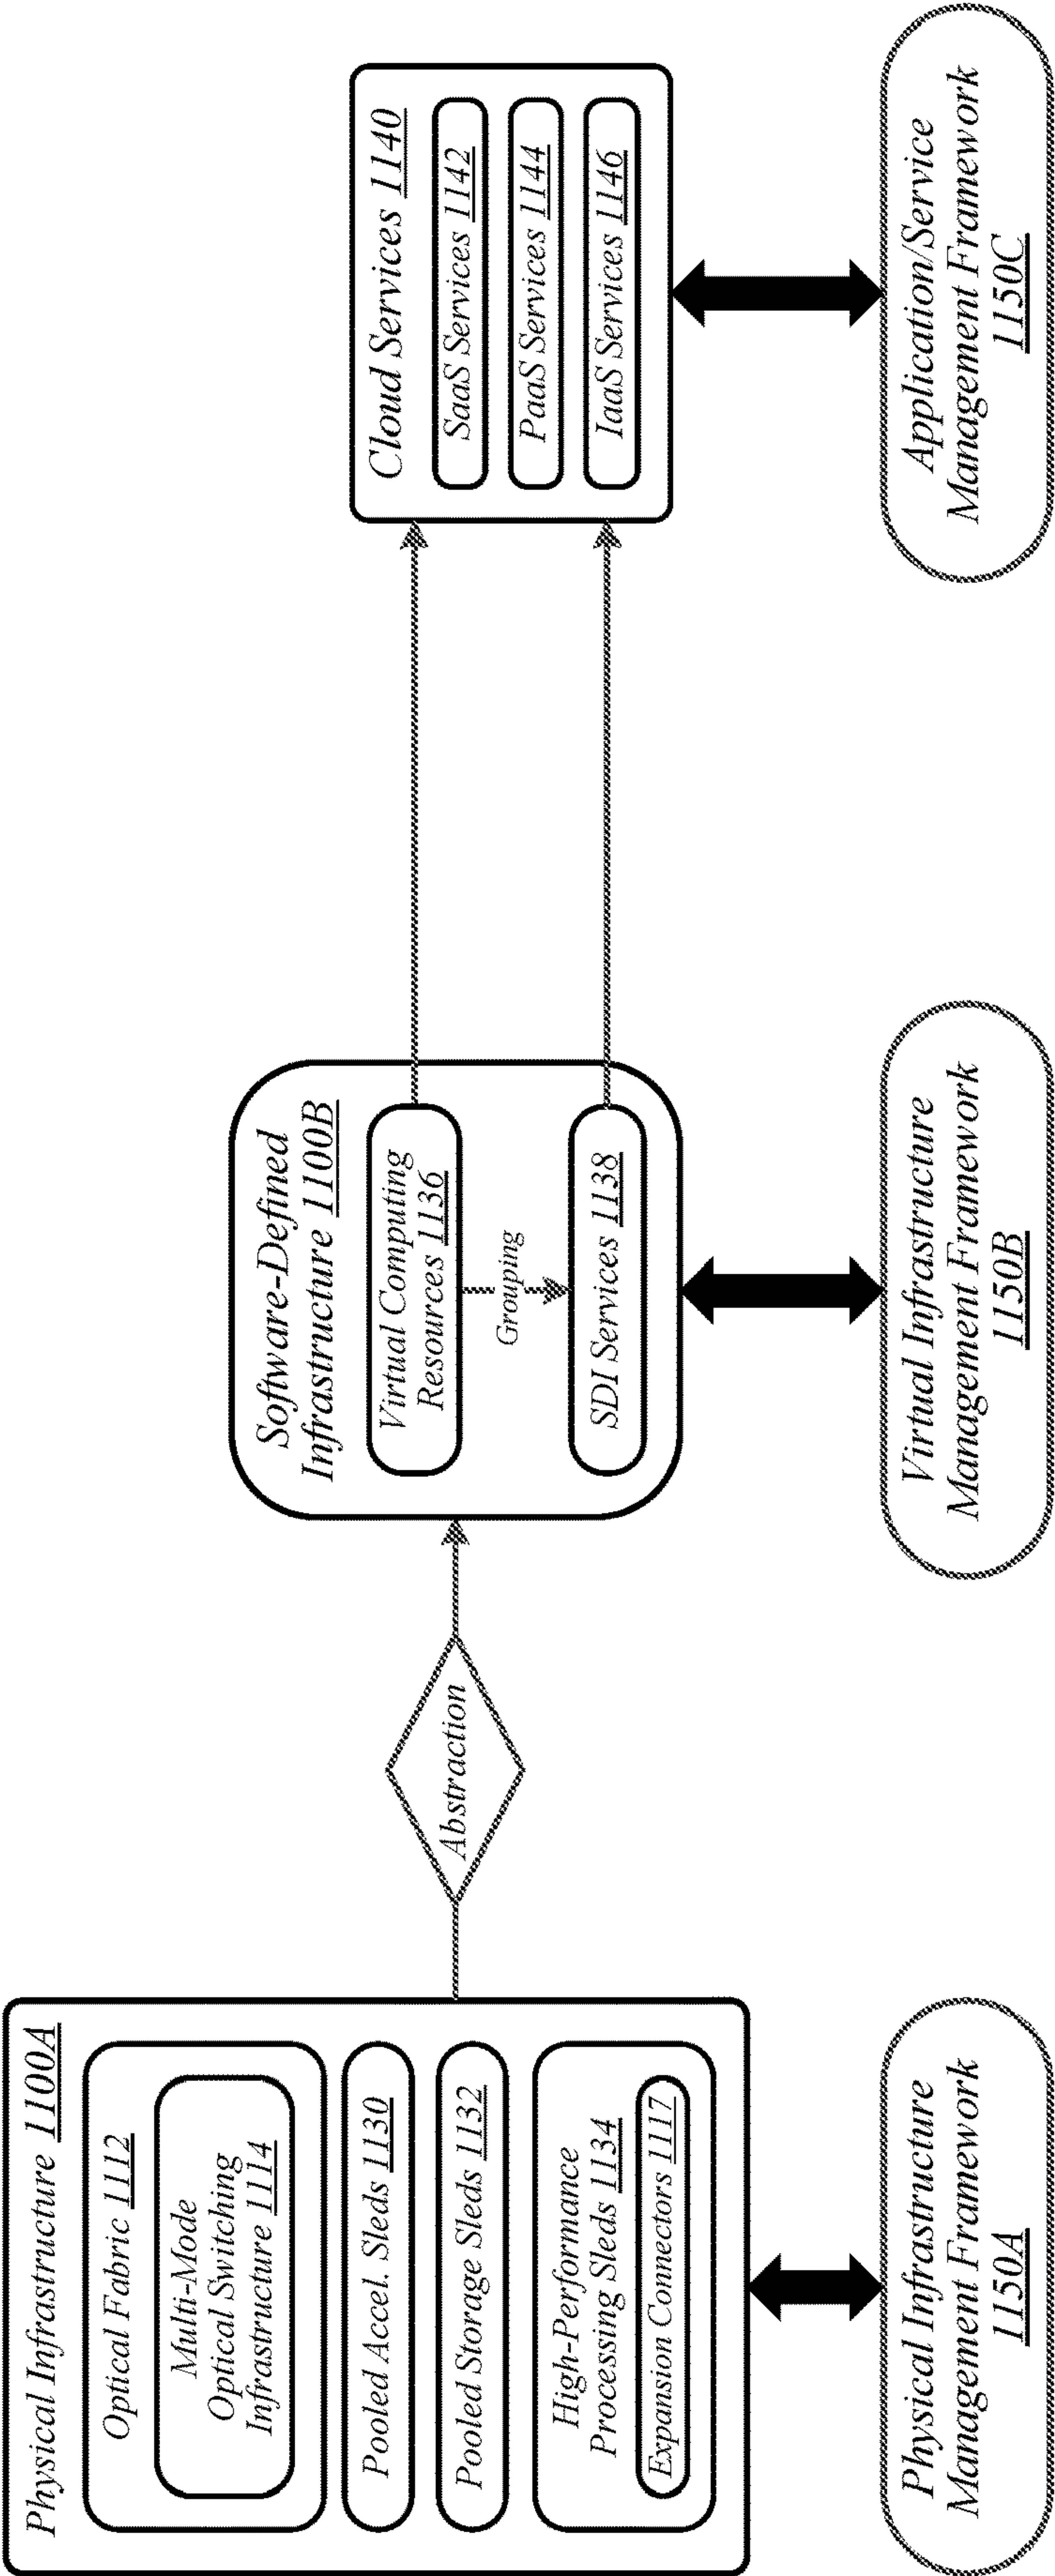 Physical Infrastructure 1100A
Optical Fabric 1112
Multi-Mode
Optical Switching
Infrastructure 1114
Pooled Accel. Sleds 1130
Pooled Storage Sleds 1132
High-Performance
Processing Sleds 1134
Expansion Connectors 1117
Physical Infrastructure
Management Framework
1150A
Abstraction
Software-Defined
Infrastructure 1100B
Virtual Computing
Resources 1136
Grouping
SDI Services 1138
Virtual Infrastructure
Management Framework
1150B
Cloud Services 1140
SaaS Services 1142
PaaS Services 1144
IaaS Services 1146
Application/Service
Management Framework
1150C